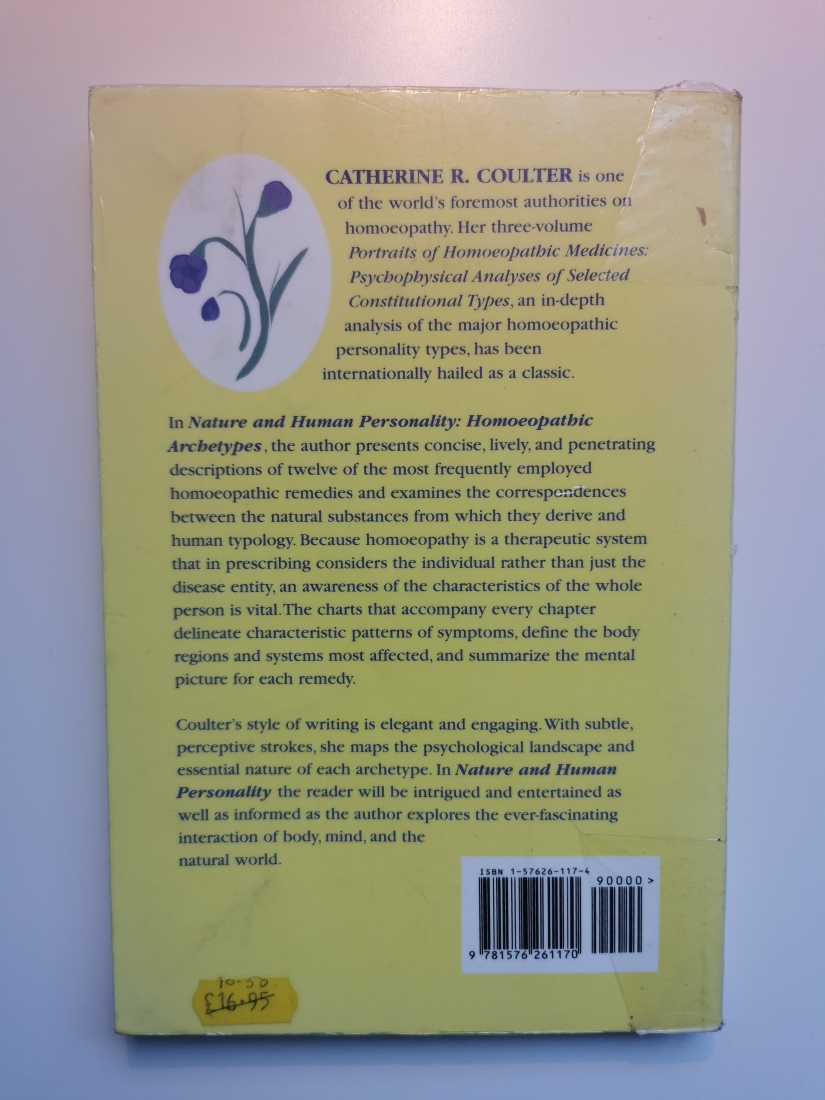 CATHERINE R. COULTER is one
of the world's foremost authorities on
homoeopathy. Her three-volume
Portraits of Homoeopathic Medicines:
Psychophysical Analyses of Selected
Constitutional Types, an in-depth
analysis of the major homoeopathic
personality types, has been
internationally hailed as a classic.
In Nature and Human Personality: Homoeopathic
Archetypes, the author presents concise, lively, and penetrating
descriptions of twelve of the most frequently employed
homoeopathic remedies and examines the correspondences
between the natural substances from which they derive and
human typology. Because homoeopathy is a therapeutic system
that in prescribing considers the individual rather than just the
disease entity, an awareness of the characteristics of the whole
person is vital. The charts that accompany every chapter
delineate characteristic patterns of symptoms, define the body
regions and systems most affected, and summarize the mental
picture for each remedy.
Coulter's style of writing is elegant and engaging. With subtle,
perceptive strokes, she maps the psychological landscape and
essential nature of each archetype. In Nature and Human
Personality the reader will be intrigued and entertained as
well as informed as the author explores the ever-fascinating
interaction of body, mind, and the
natural world.
ISBN 1-57626-117-4
90000 >
9 781576 261170
10.50
£16.95